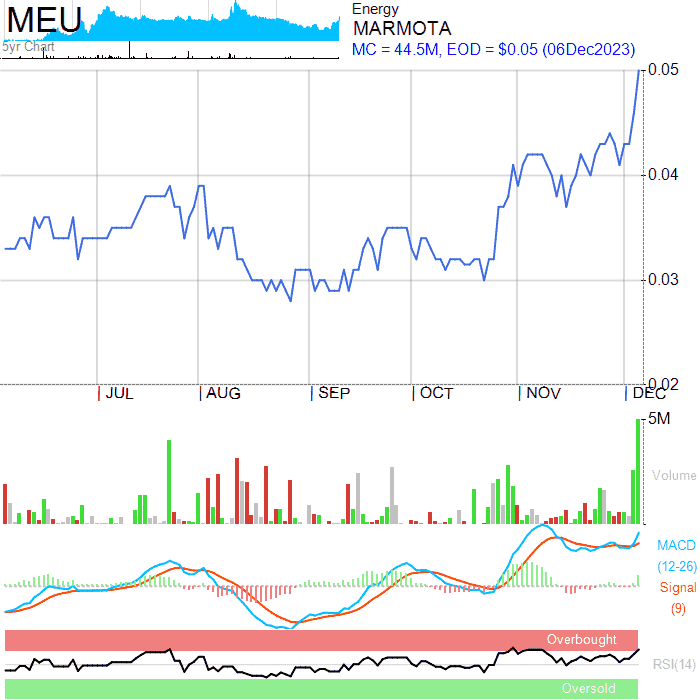 MEU
5yr Chart
Energy
MARMOTA
MC = 44.5M, EOD = $0.05 (06Dec2023)
0.05
0.04
0.03
0.02
JUL AUG SEP OCT NOV DEC
5M
Volume
MACD
(12-26)
Signal
(9)
Overbought
RSI(14)
Oversold